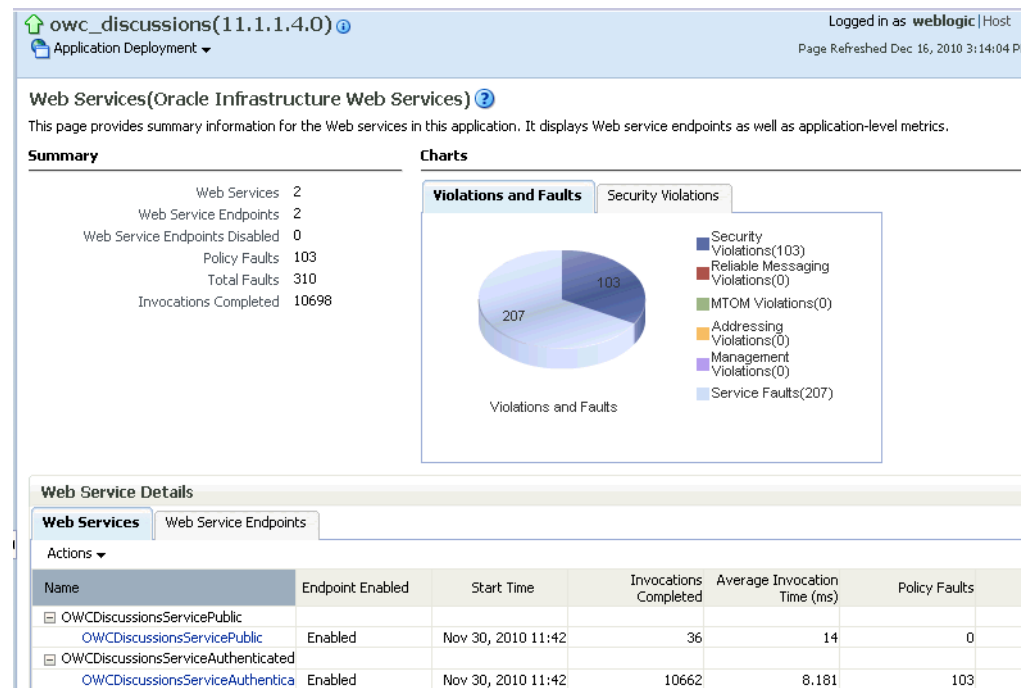 owc_discussions(11.1.1.4.0)
Logged in as weblogic|Host
Application Deployment
Page Refreshed Dec 16, 2010 3:14:04 P
Web Services(Oracle Infrastructure Web Services)
This page provides summary information for the Web services in this application. It displays Web service endpoints as well as application-level metrics.
Summary
Web Services 2
Web Service Endpoints 2
Web Service Endpoints Disabled 0
Policy Faults 103
Total Faults 310
Invocations Completed 10698
Charts
Violations and Faults Security Violations
103
207
Violations and Faults
Security
Violations(103)
Reliable Messaging
Violations(0)
MTOM Violations(0)
Addressing
Violations(0)
Management
Violations(0)
Service Faults(207)
Web Service Details
Web Services Web Service Endpoints
Actions
Name Endpoint Enabled Start Time Invocations Completed Average Invocation Time (ms) Policy Faults
OWCDiscussionsServicePublic
OWCDiscussionsServicePublic Enabled Nov 30, 2010 11:42 36 14 0
OWCDiscussionsServiceAuthenticated
OWCDiscussionsServiceAuthentica Enabled Nov 30, 2010 11:42 10662 8.181 103